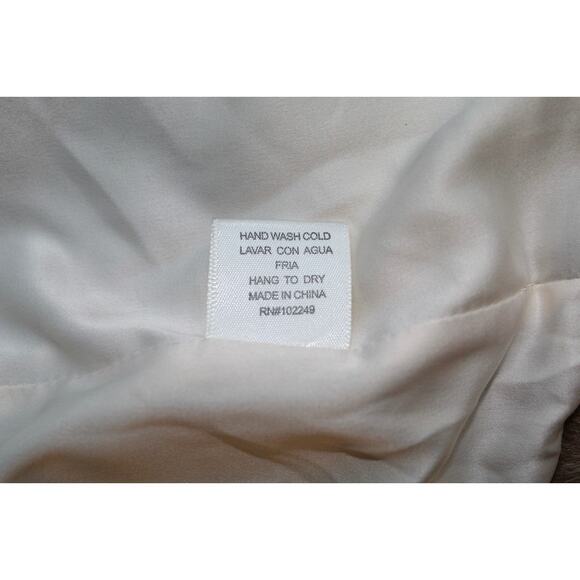 HAND WASH COLD
LAVAR CON AGUA
FRIA
HANG TO DRY
MADE IN CHINA
RN#102249